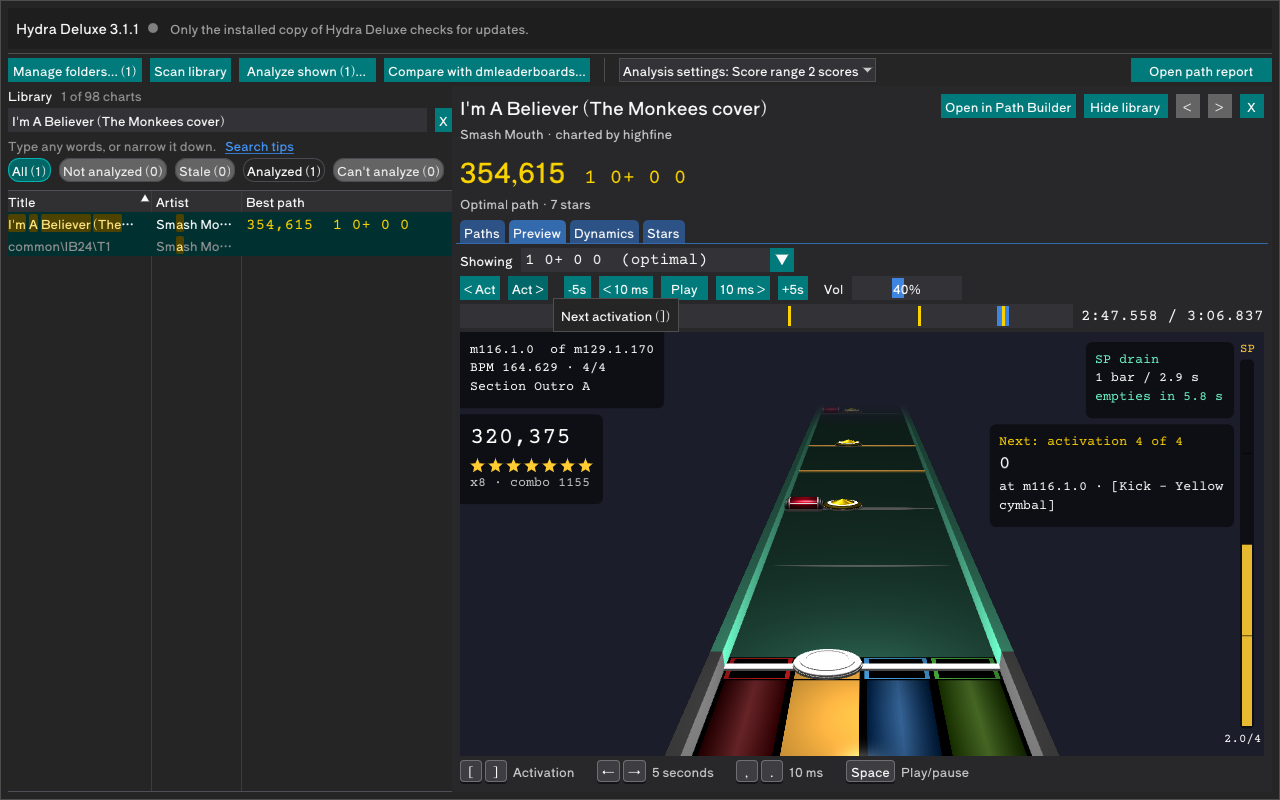 Hydra Deluxe 3.1.1 Only the installed copy of Hydra Deluxe checks for updates.
Manage folders... (1) Scan library Analyze shown (1)... Compare with dmleaderboards... Analysis settings: Score range 2 scores Open path report
Library 1 of 98 charts
I'm A Believer (The Monkees cover) X
Type any words, or narrow it down. Search tips
All (1) Not analyzed (0) Stale (0) Analyzed (1) Can't analyze (0)
Title Artist Best path
I'm A Believer (The··· Smash Mo··· 354,615 1 0+ 0 0
common\IB24\T1 Smash Mo···
I'm A Believer (The Monkees cover) Open in Path Builder Hide library < > X
Smash Mouth · charted by highfine
354,615 1 0+ 0 0
Optimal path · 7 stars
Paths Preview Dynamics Stars
Showing 1 0+ 0 0 (optimal)
< Act Act > -5s < 10 ms Play 10 ms > +5s Vol 40%
Next activation (])
2:47.558 / 3:06.837
m116.1.0 of m129.1.170
BPM 164.629 · 4/4
Section Outro A
320,375
x8 · combo 1155
SP drain
1 bar / 2.9 s
empties in 5.8 s
SP
Next: activation 4 of 4
0
at m116.1.0 · [Kick - Yellow
cymbal]
2.0/4
[ ] Activation ← → 5 seconds , . 10 ms Space Play/pause